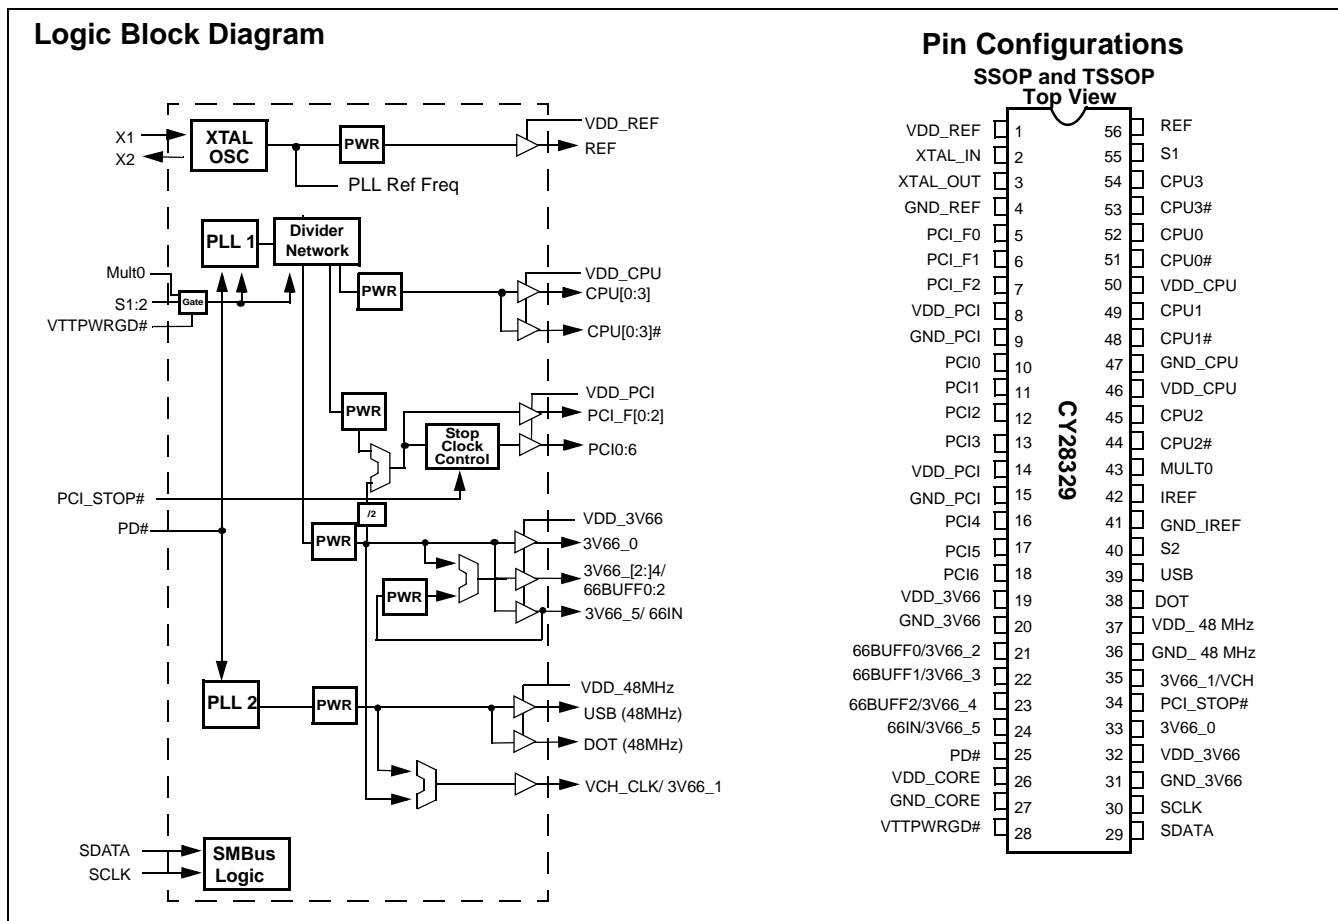 Logic Block Diagram
X1
X2
XTAL
OSC
PWR
VDD_REF
REF
PLL Ref Freq
PLL 1
Divider
Network
Mult0
S1:2
VTTPWRGD#
Gate
PWR
VDD_CPU
CPU[0:3]
CPU[0:3]#
PWR
Stop
Clock
Control
VDD_PCI
PCI_F[0:2]
PCI0:6
PCI_STOP#
PD#
/2
PWR
VDD_3V66
3V66_0
3V66_[2:]4/
66BUFF0:2
PWR
3V66_5/ 66IN
PLL 2
PWR
VDD_48MHz
USB (48MHz)
DOT (48MHz)
VCH_CLK/ 3V66_1
SDATA
SCLK
SMBus
Logic
Pin Configurations
SSOP and TSSOP
Top View
VDD_REF 1 56 REF
XTAL_IN 2 55 S1
XTAL_OUT 3 54 CPU3
GND_REF 4 53 CPU3#
PCI_F0 5 52 CPU0
PCI_F1 6 51 CPU0#
PCI_F2 7 50 VDD_CPU
VDD_PCI 8 49 CPU1
GND_PCI 9 48 CPU1#
PCI0 10 47 GND_CPU
PCI1 11 46 VDD_CPU
PCI2 12 45 CPU2
PCI3 13 44 CPU2#
VDD_PCI 14 43 MULT0
GND_PCI 15 42 IREF
PCI4 16 41 GND_IREF
PCI5 17 40 S2
PCI6 18 39 USB
VDD_3V66 19 38 DOT
GND_3V66 20 37 VDD_ 48 MHz
66BUFF0/3V66_2 21 36 GND_ 48 MHz
66BUFF1/3V66_3 22 35 3V66_1/VCH
66BUFF2/3V66_4 23 34 PCI_STOP#
66IN/3V66_5 24 33 3V66_0
PD# 25 32 VDD_3V66
VDD_CORE 26 31 GND_3V66
GND_CORE 27 30 SCLK
VTTPWRGD# 28 29 SDATA
CY28329